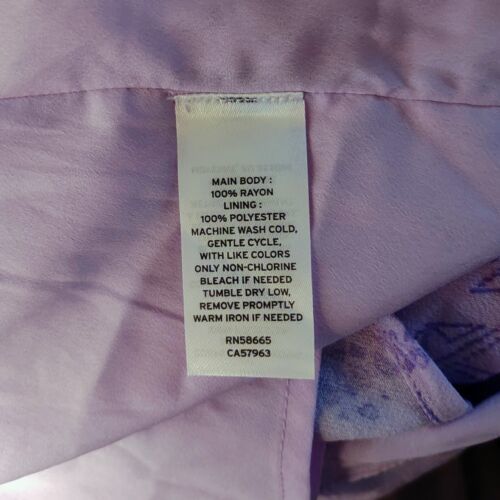 MAIN BODY :
100% RAYON
LINING :
100% POLYESTER
MACHINE WASH COLD,
GENTLE CYCLE,
WITH LIKE COLORS
ONLY NON-CHLORINE
BLEACH IF NEEDED
TUMBLE DRY LOW,
REMOVE PROMPTLY
WARM IRON IF NEEDED
RN58665
CA57963